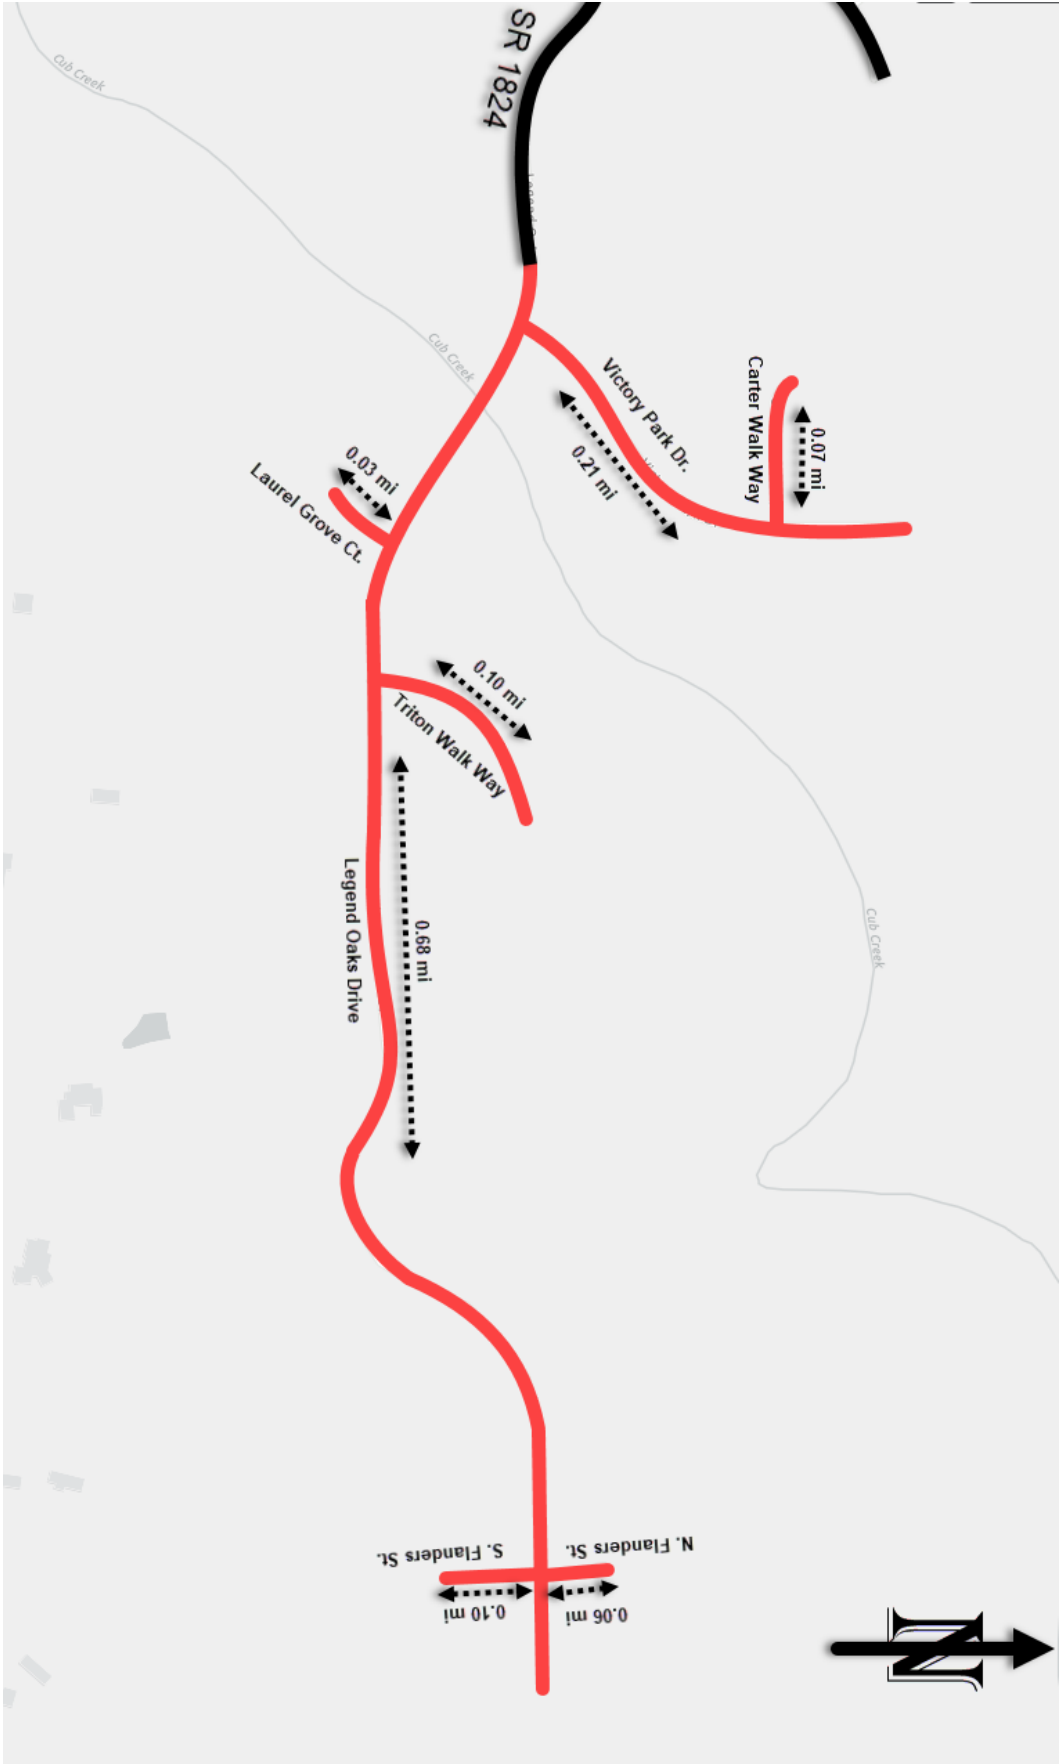 Cub Creek
SR 1824
Cub Creek
Victory Park Dr.
0.21 mi
Carter Walk Way
0.07 mi
0.03 mi
Laurel Grove Ct.
0.10 mi
Triton Walk Way
0.68 mi
Legend Oaks Drive
Cub Creek
S. Flanders St.
N. Flanders St.
0.10 mi
0.06 mi
N